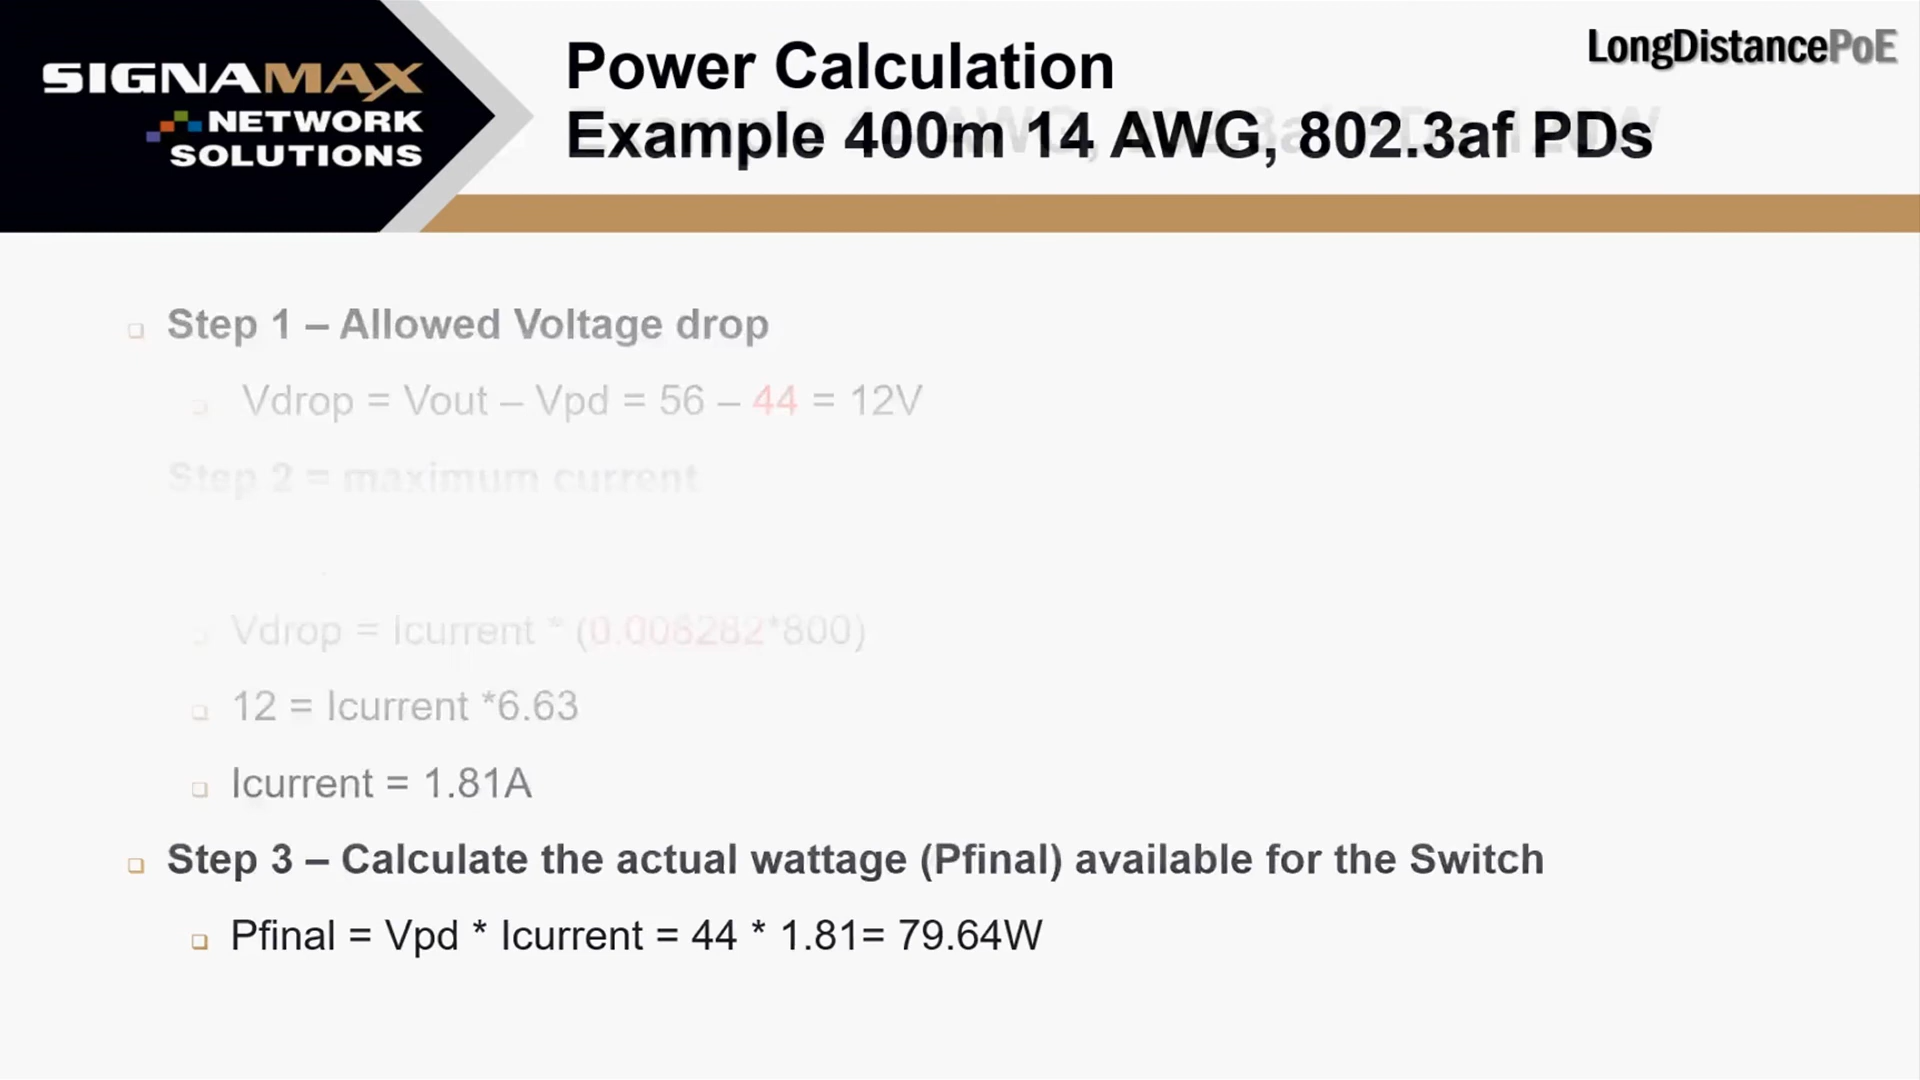 SIGNAMAX
NETWORK
SOLUTIONS
LongDistancePoE
Power Calculation
Example 400m 14 AWG, 802.3af PDs
Step 1 – Allowed Voltage drop
Vdrop = Vout – Vpd = 56 – 44 = 12V
Step 2 = maximum current
Vdrop = Icurrent * (0.008282*800)
12 = Icurrent *6.63
Icurrent = 1.81A
Step 3 – Calculate the actual wattage (Pfinal) available for the Switch
Pfinal = Vpd * Icurrent = 44 * 1.81= 79.64W